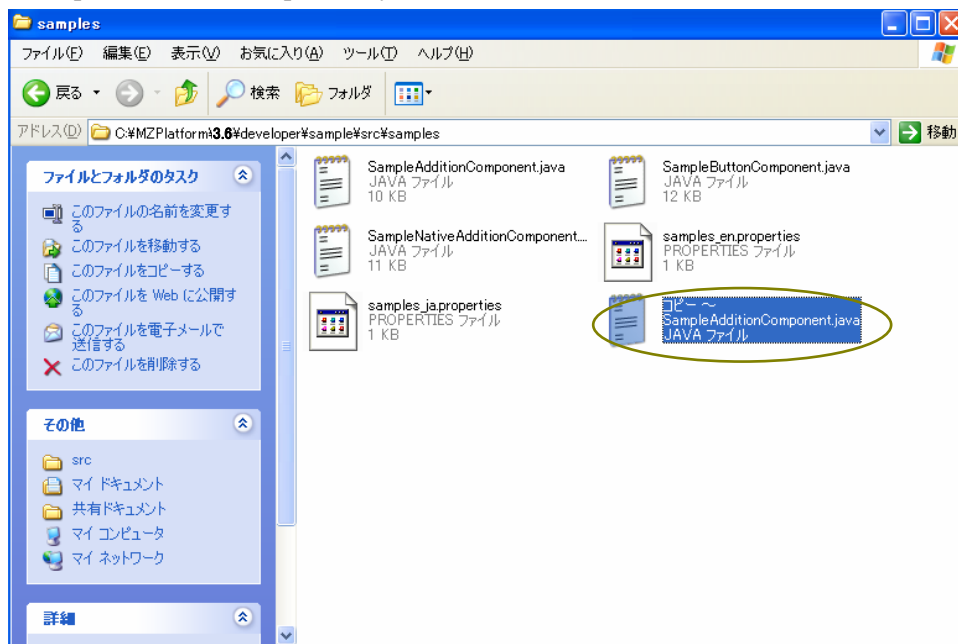 samples
ファイル(F) 編集(E) 表示(V) お気に入り(A) ツール(T) ヘルプ(H)
戻る 検索 フォルダ
アドレス(D) C:¥MZPlatform¥3.6¥developer¥sample¥src¥samples 移動
ファイルとフォルダのタスク
このファイルの名前を変更す
る
このファイルを移動する
このファイルをコピーする
このファイルを Web に公開す
る
このファイルを電子メールで
送信する
このファイルを削除する
その他
src
マイ ドキュメント
共有ドキュメント
マイ コンピュータ
マイ ネットワーク
詳細
SampleAdditionComponent.java
JAVA ファイル
10 KB
SampleButtonComponent.java
JAVA ファイル
12 KB
SampleNativeAdditionComponent....
JAVA ファイル
11 KB
samples_en.properties
PROPERTIES ファイル
1 KB
samples_ja.properties
PROPERTIES ファイル
1 KB
コピー ～
SampleAdditionComponent.java
JAVA ファイル